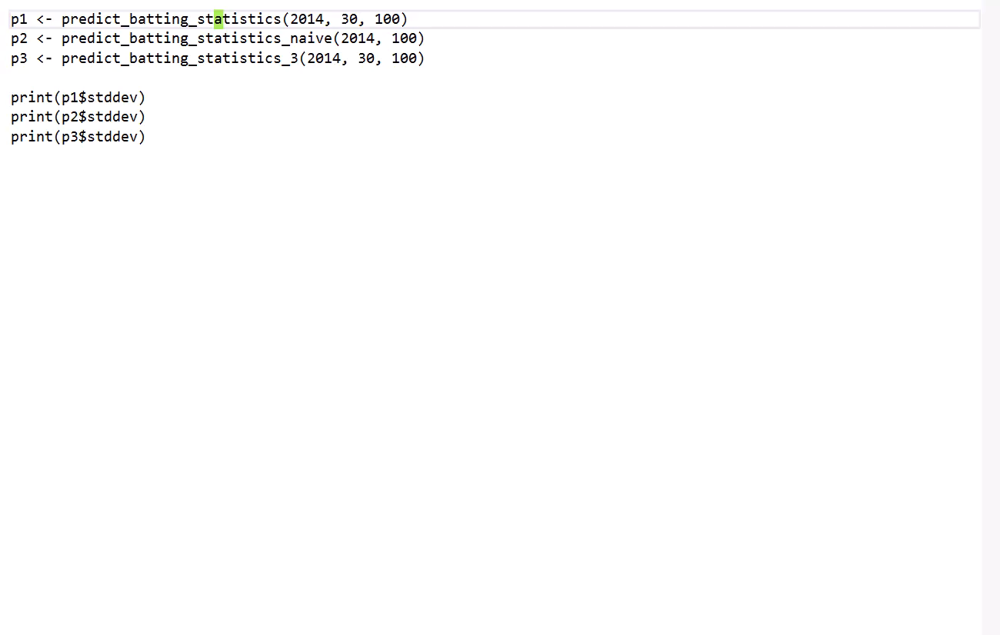 p1 <- predict_batting_statistics(2014, 30, 100)
p2 <- predict_batting_statistics_naive(2014, 100)
p3 <- predict_batting_statistics_3(2014, 30, 100)
print(p1$stddev)
print(p2$stddev)
print(p3$stddev)